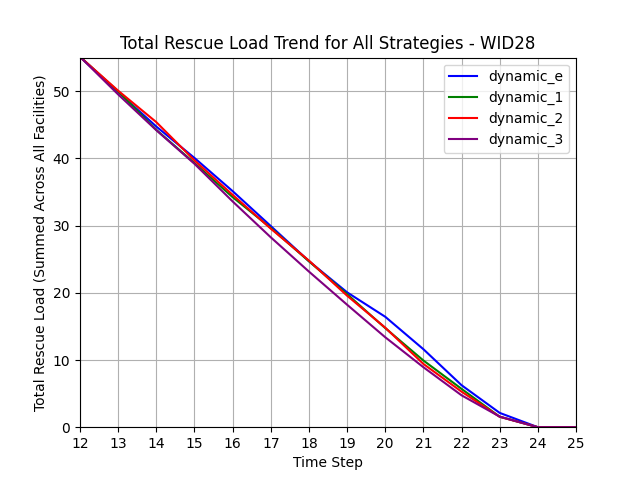 Total Rescue Load Trend for All Strategies - WID28
Total Rescue Load (Summed Across All Facilities)
50
40
30
20
10
0
dynamic_e
dynamic_1
dynamic_2
dynamic_3
12 13 14 15 16 17 18 19 20 21 22 23 24 25
Time Step